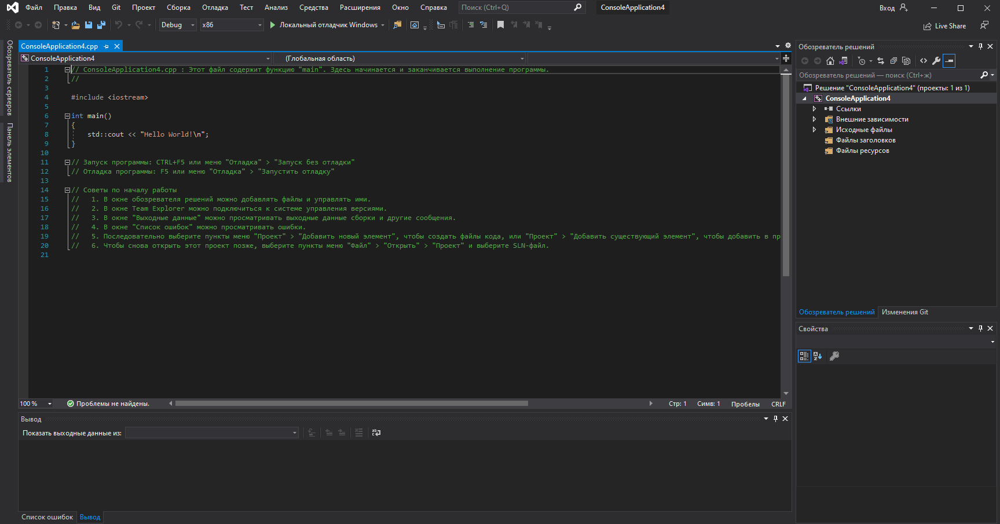 Файл Правка Вид Git Проект Сборка Отладка Тест Анализ Средства Расширения Окно Справка Поиск (Ctrl+Q) ConsoleApplication4 Вход
Debug x86 Локальный отладчик Windows Live Share
Обозреватель серверов
Панель элементов
ConsoleApplication4.cpp
ConsoleApplication4 (Глобальная область)
1 // ConsoleApplication4.cpp : Этот файл содержит функцию "main". Здесь начинается и заканчивается выполнение программы.
2 //
3
4 #include <iostream>
5
6 int main()
7 {
8 std::cout << "Hello World!\n";
9 }
10
11 // Запуск программы: CTRL+F5 или меню "Отладка" > "Запуск без отладки"
12 // Отладка программы: F5 или меню "Отладка" > "Запустить отладку"
13
14 // Советы по началу работы
15 // 1. В окне обозревателя решений можно добавлять файлы и управлять ими.
16 // 2. В окне Team Explorer можно подключиться к системе управления версиями.
17 // 3. В окне "Выходные данные" можно просматривать выходные данные сборки и другие сообщения.
18 // 4. В окне "Список ошибок" можно просматривать ошибки.
19 // 5. Последовательно выберите пункты меню "Проект" > "Добавить новый элемент", чтобы создать файлы кода, или "Проект" > "Добавить существующий элемент", чтобы добавить в пр
20 // 6. Чтобы снова открыть этот проект позже, выберите пункты меню "Файл" > "Открыть" > "Проект" и выберите SLN-файл.
21
100 % Проблемы не найдены. Стр: 1 Симв: 1 Пробелы CRLF
Вывод
Показать выходные данные из:
Список ошибок Вывод
Обозреватель решений
Обозреватель решений — поиск (Ctrl+ж)
Решение "ConsoleApplication4" (проекты: 1 из 1)
ConsoleApplication4
Ссылки
Внешние зависимости
Исходные файлы
Файлы заголовков
Файлы ресурсов
Обозреватель решений Изменения Git
Свойства